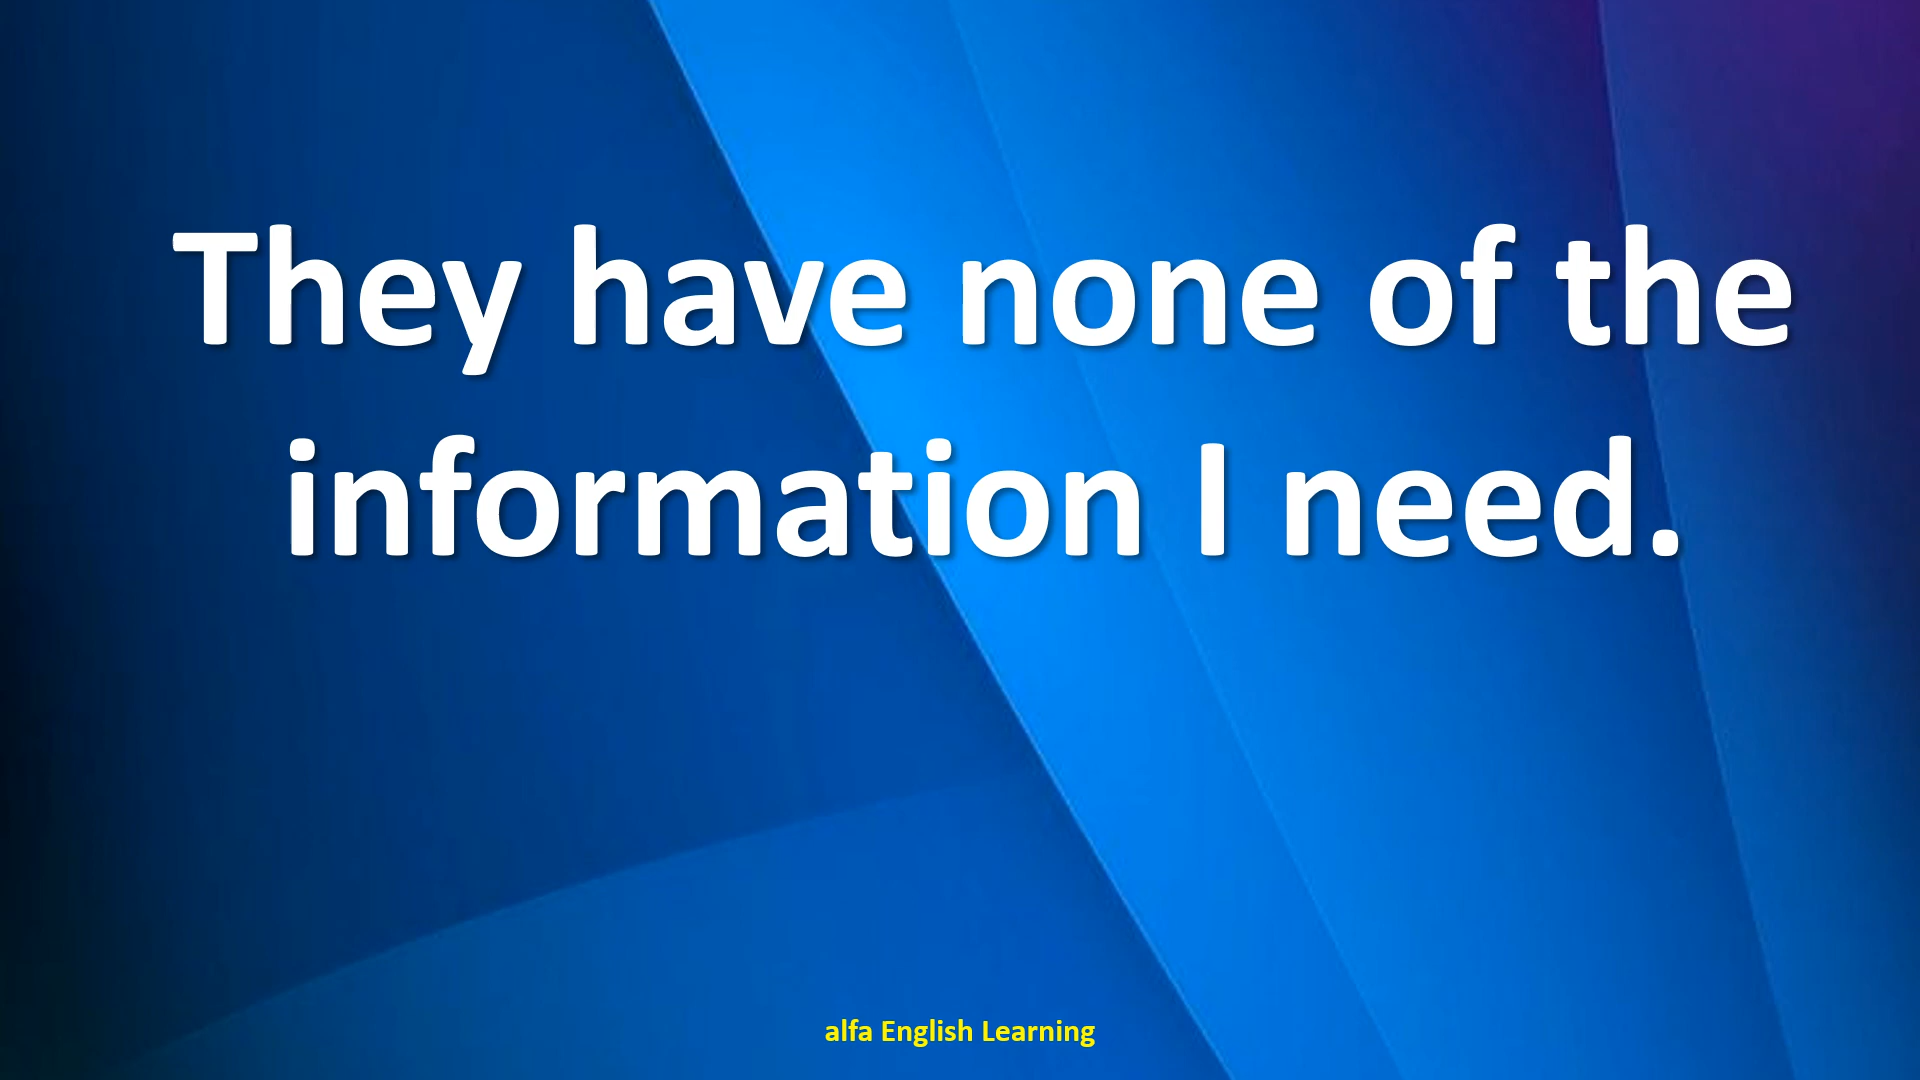 They have none of the
information I need.
alfa English Learning